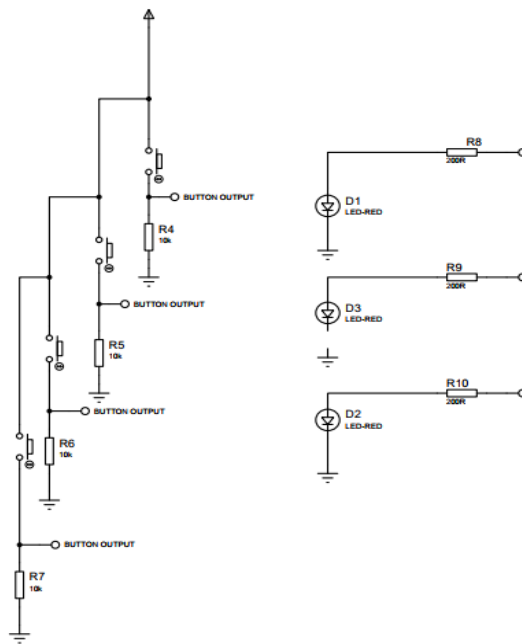 BUTTON OUTPUT
R4
10k
BUTTON OUTPUT
R5
10k
BUTTON OUTPUT
R6
10k
BUTTON OUTPUT
R7
10k
R8
200R
D1
LED-RED
R9
200R
D3
LED-RED
R10
200R
D2
LED-RED